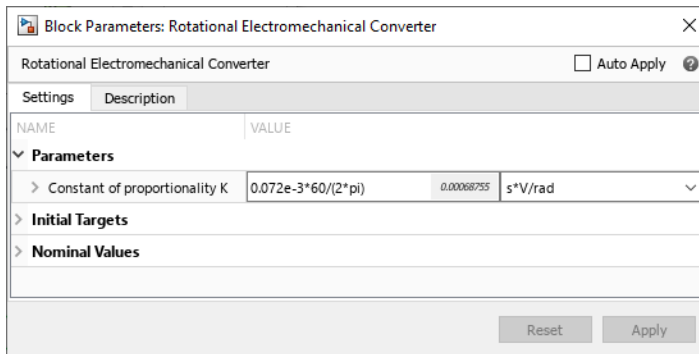 Block Parameters: Rotational Electromechanical Converter
Rotational Electromechanical Converter Auto Apply
Settings Description
NAME VALUE
Parameters
Constant of proportionality K 0.072e-3*60/(2*pi) 0.00068755 s*V/rad
Initial Targets
Nominal Values
Reset Apply